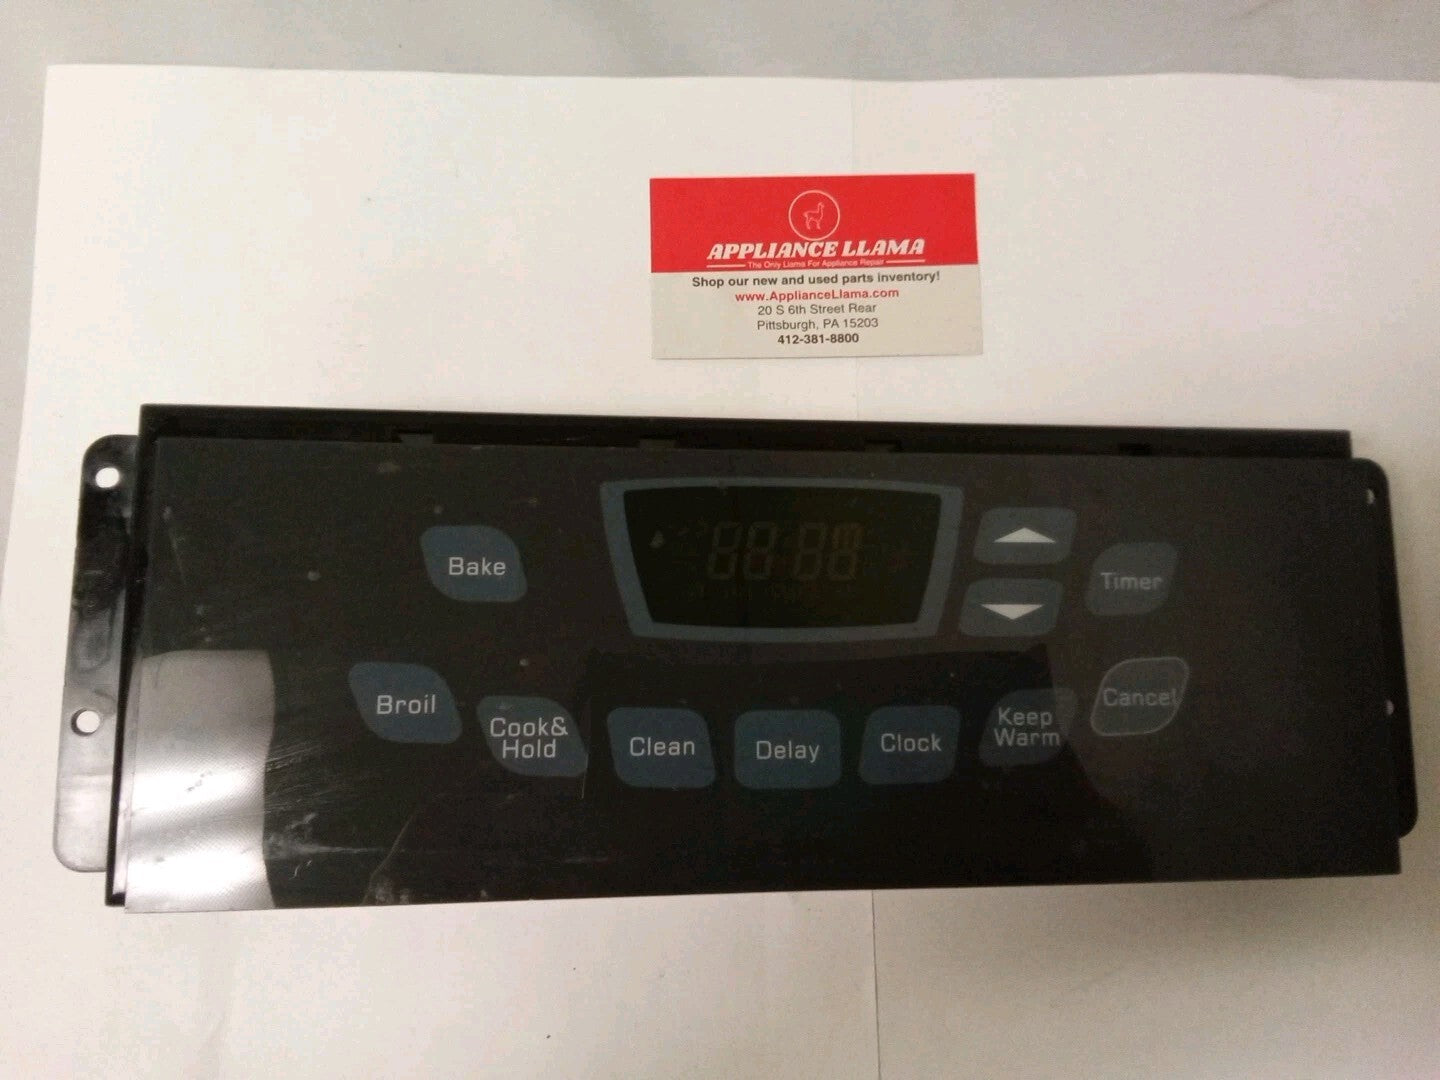 APPLIANCE LLAMA
The Only Llama For Appliance Repair
Shop our new and used parts inventory!
www.ApplianceLlama.com
20 S 6th Street Rear
Pittsburgh, PA 15203
412-381-8800
Bake
88:88
Timer
Broil
Cook&
Hold
Clean
Delay
Clock
Keep
Warm
Cancel